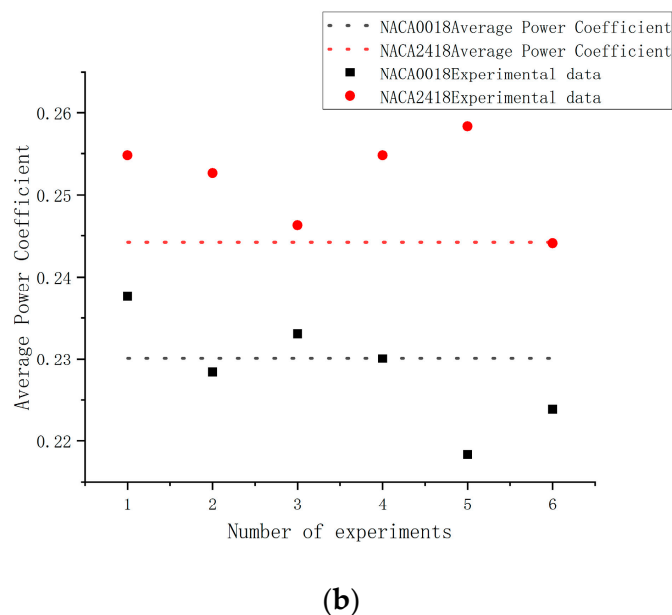 NACA0018Average Power Coefficient
NACA2418Average Power Coefficient
NACA0018Experimental data
NACA2418Experimental data
Average Power Coefficient
0.26
0.25
0.24
0.23
0.22
1 2 3 4 5 6
Number of experiments
(b)